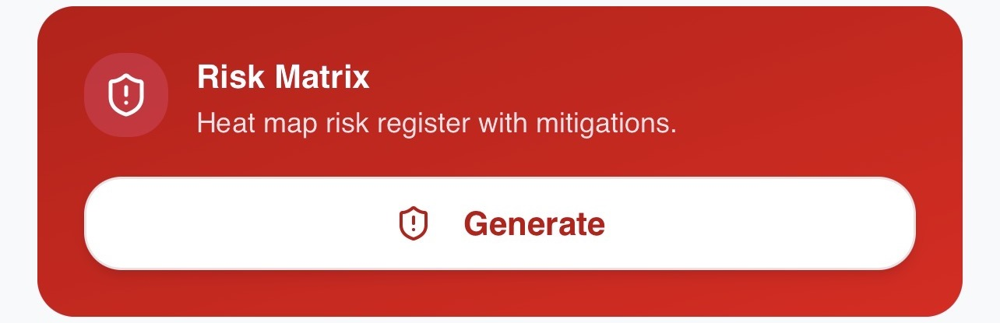 Risk Matrix
Heat map risk register with mitigations.
Generate